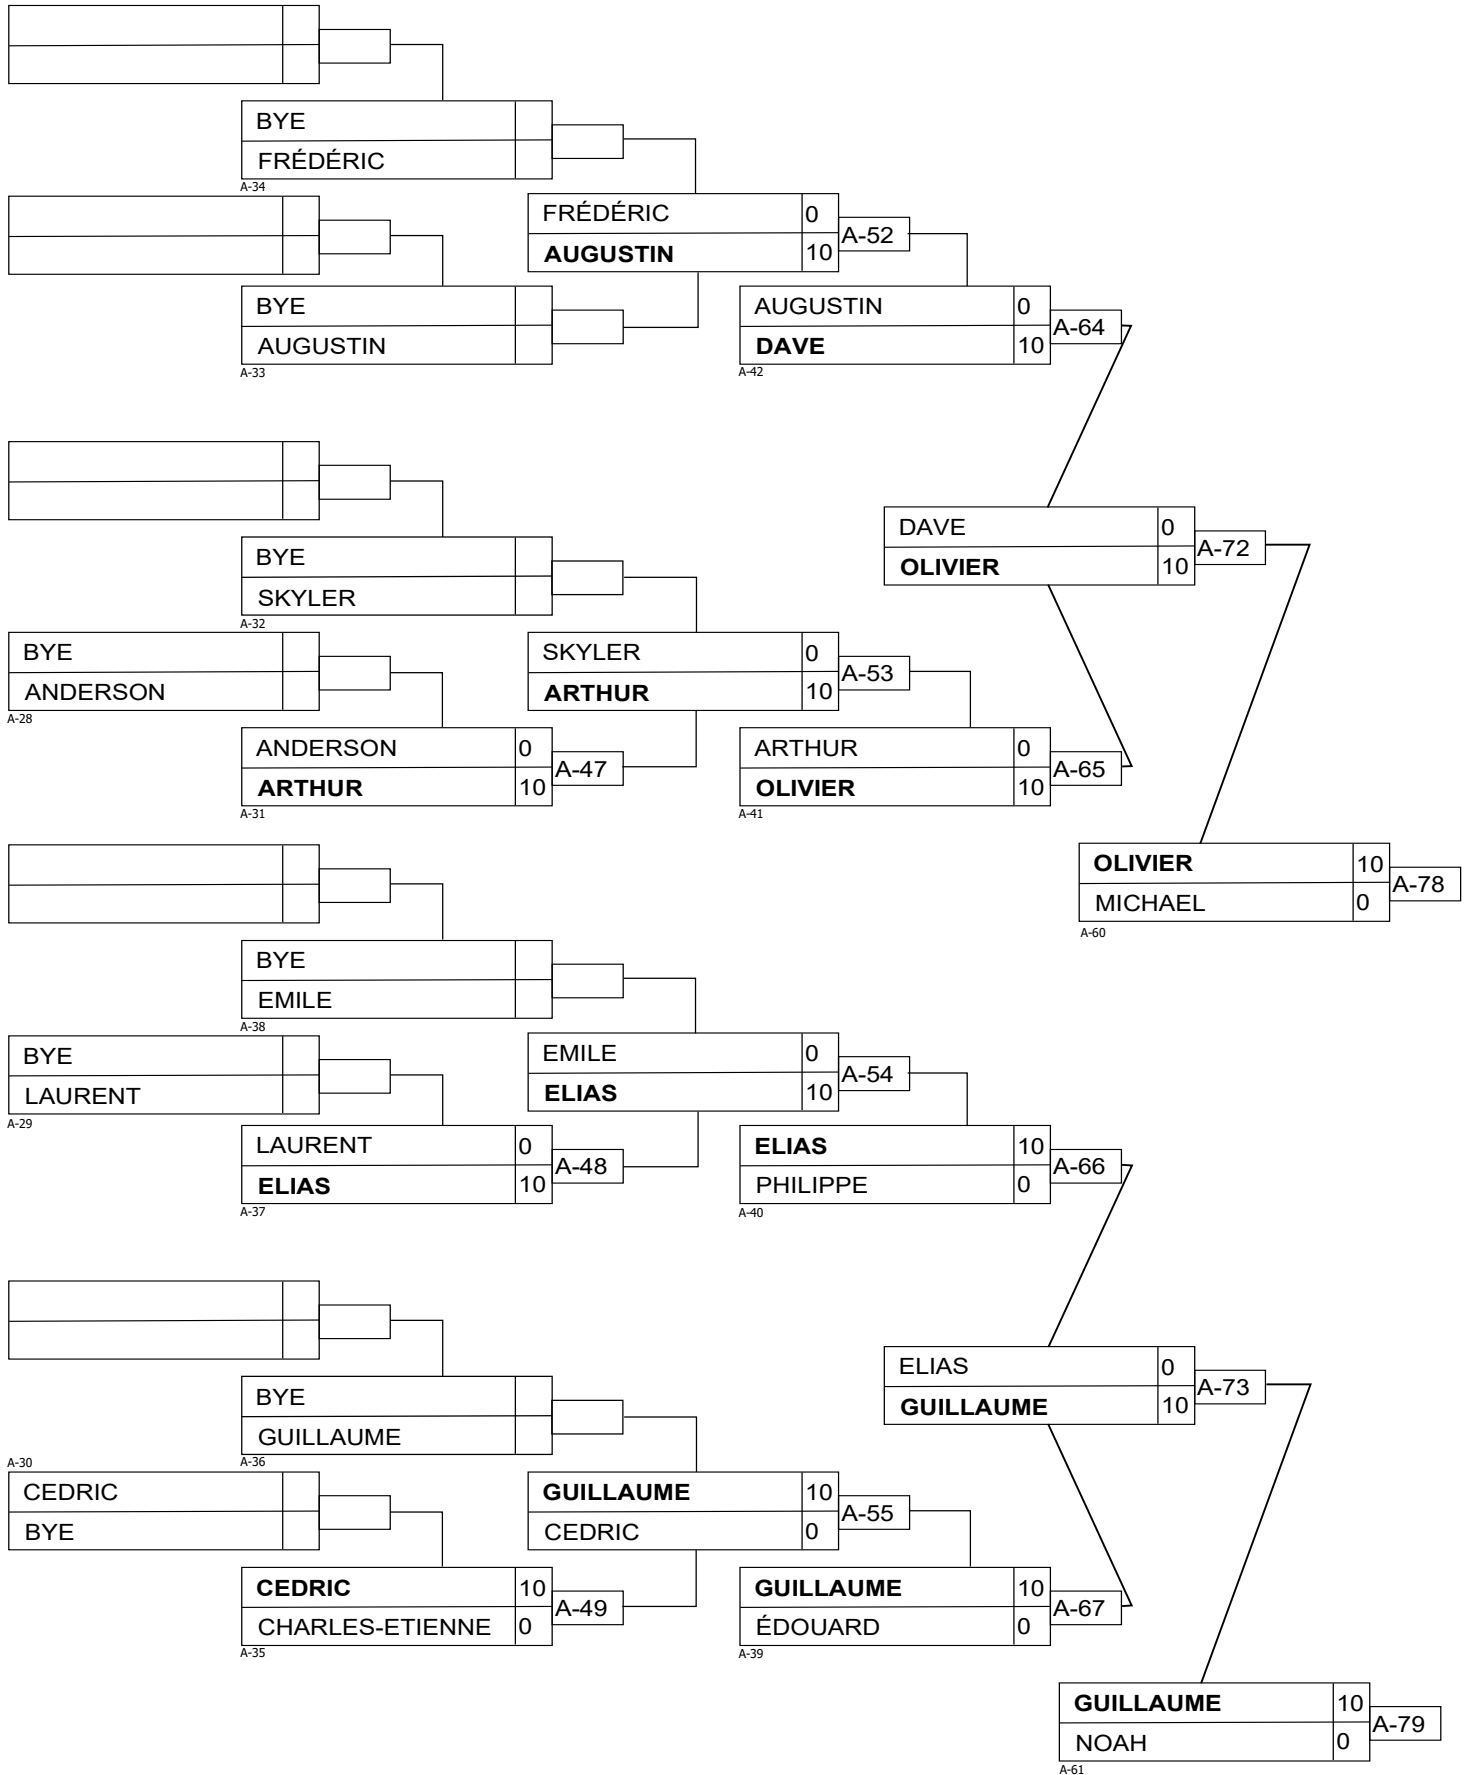 BYE
FRÉDÉRIC
A-34
FRÉDÉRIC 0
AUGUSTIN 10
A-52
BYE
AUGUSTIN
A-33
AUGUSTIN 0
DAVE 10
A-64
A-42
BYE
SKYLER
A-32
DAVE 0
OLIVIER 10
A-72
BYE
ANDERSON
A-28
SKYLER 0
ARTHUR 10
A-53
ANDERSON 0
ARTHUR 10
A-47
A-31
ARTHUR 0
OLIVIER 10
A-65
A-41
OLIVIER 10
MICHAEL 0
A-78
A-60
BYE
EMILE
A-38
BYE
LAURENT
A-29
EMILE 0
ELIAS 10
A-54
LAURENT 0
ELIAS 10
A-48
A-37
ELIAS 10
PHILIPPE 0
A-66
A-40
BYE
GUILLAUME
A-36
ELIAS 0
GUILLAUME 10
A-73
A-30
CEDRIC
BYE
GUILLAUME 10
CEDRIC 0
A-55
CEDRIC 10
CHARLES-ETIENNE 0
A-49
A-35
GUILLAUME 10
ÉDOUARD 0
A-67
A-39
GUILLAUME 10
NOAH 0
A-79
A-61